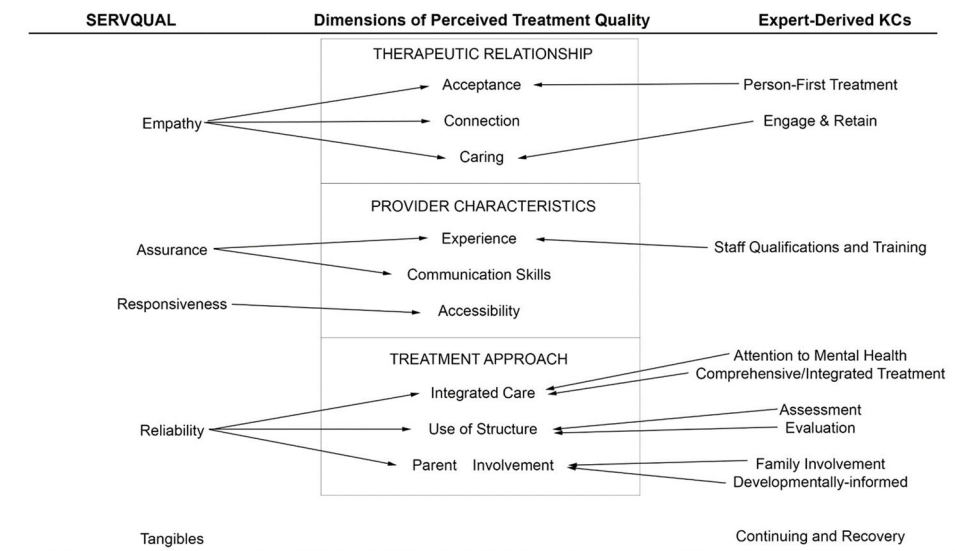 SERVQUAL Dimensions of Perceived Treatment Quality Expert-Derived KCs
THERAPEUTIC RELATIONSHIP
Acceptance Person-First Treatment
Empathy Connection Engage & Retain
Caring
PROVIDER CHARACTERISTICS
Assurance Experience Staff Qualifications and Training
Communication Skills
Responsiveness Accessibility
TREATMENT APPROACH Attention to Mental Health
Comprehensive/Integrated Treatment
Integrated Care
Assessment
Reliability Use of Structure Evaluation
Parent Involvement Family Involvement
Developmentally-informed
Tangibles Continuing and Recovery